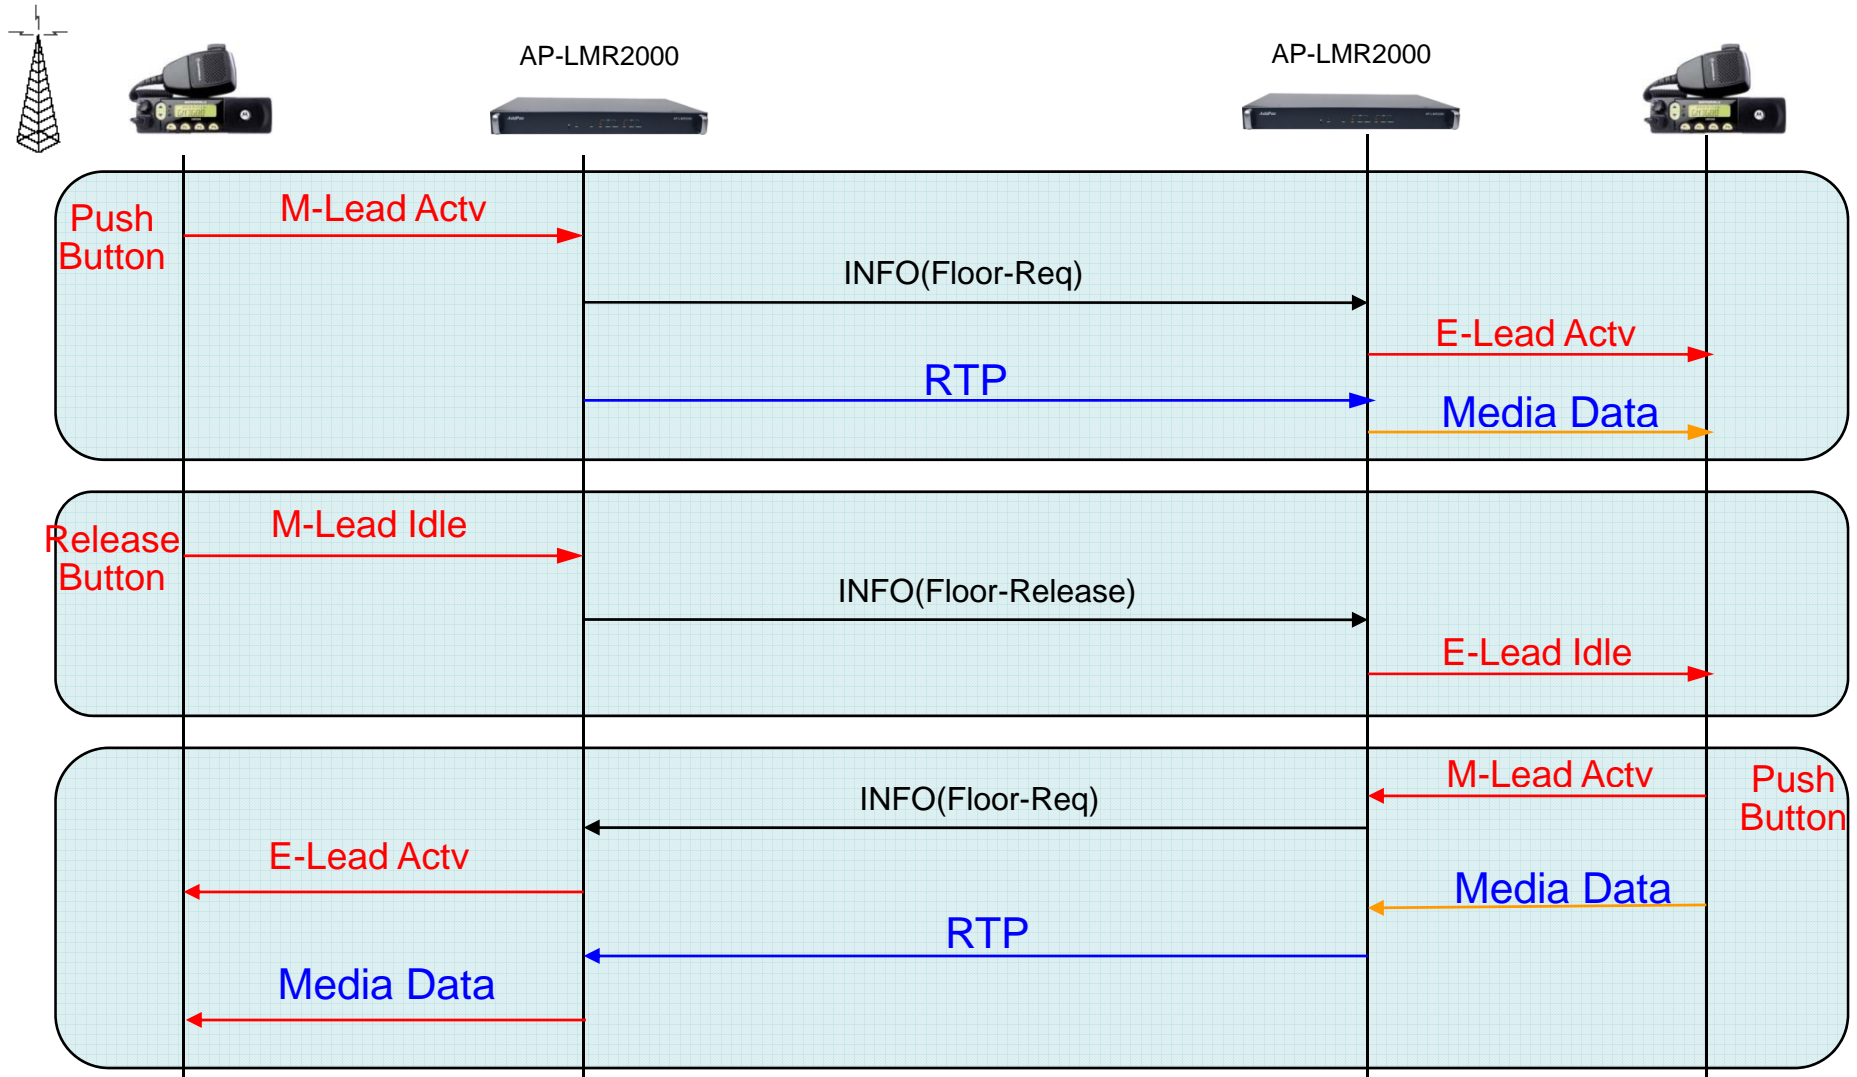 AP-LMR2000
AP-LMR2000
Push
Button
M-Lead Actv
INFO(Floor-Req)
E-Lead Actv
RTP
Media Data
Release
Button
M-Lead Idle
INFO(Floor-Release)
E-Lead Idle
M-Lead Actv
Push
Button
INFO(Floor-Req)
E-Lead Actv
Media Data
RTP
Media Data